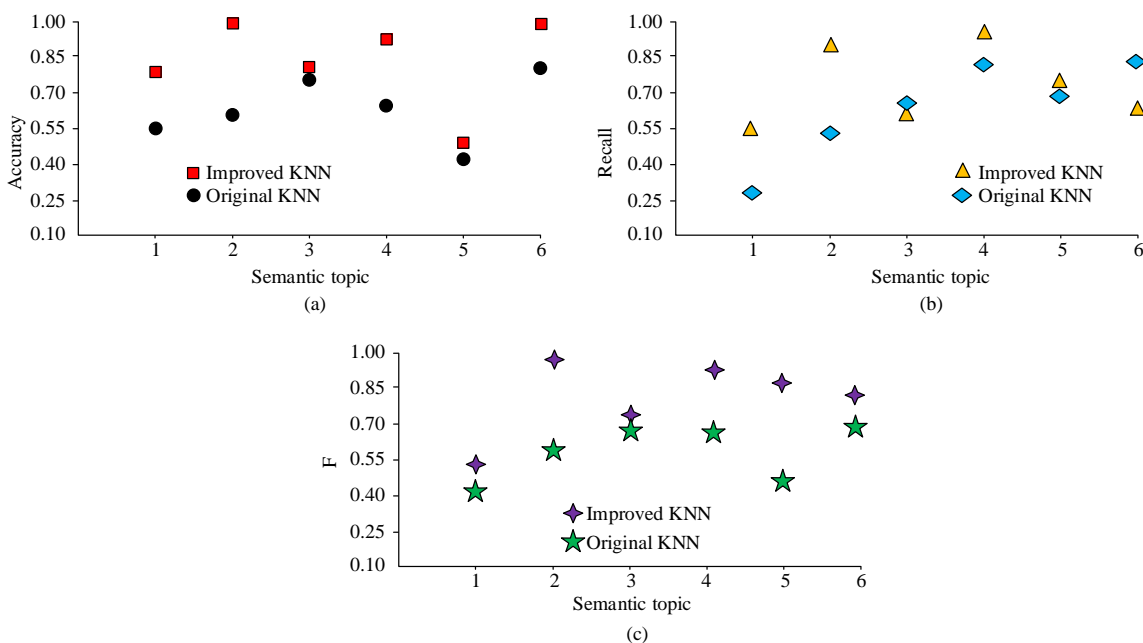 1.00
0.85
0.70
0.55
0.40
0.25
0.10
Accuracy
Improved KNN
Original KNN
1 2 3 4 5 6
Semantic topic
(a)
1.00
0.85
0.70
0.55
0.40
0.25
0.10
Recall
Improved KNN
Original KNN
1 2 3 4 5 6
Semantic topic
(b)
1.00
0.85
0.70
0.55
0.40
0.25
0.10
F
Improved KNN
Original KNN
1 2 3 4 5 6
Semantic topic
(c)